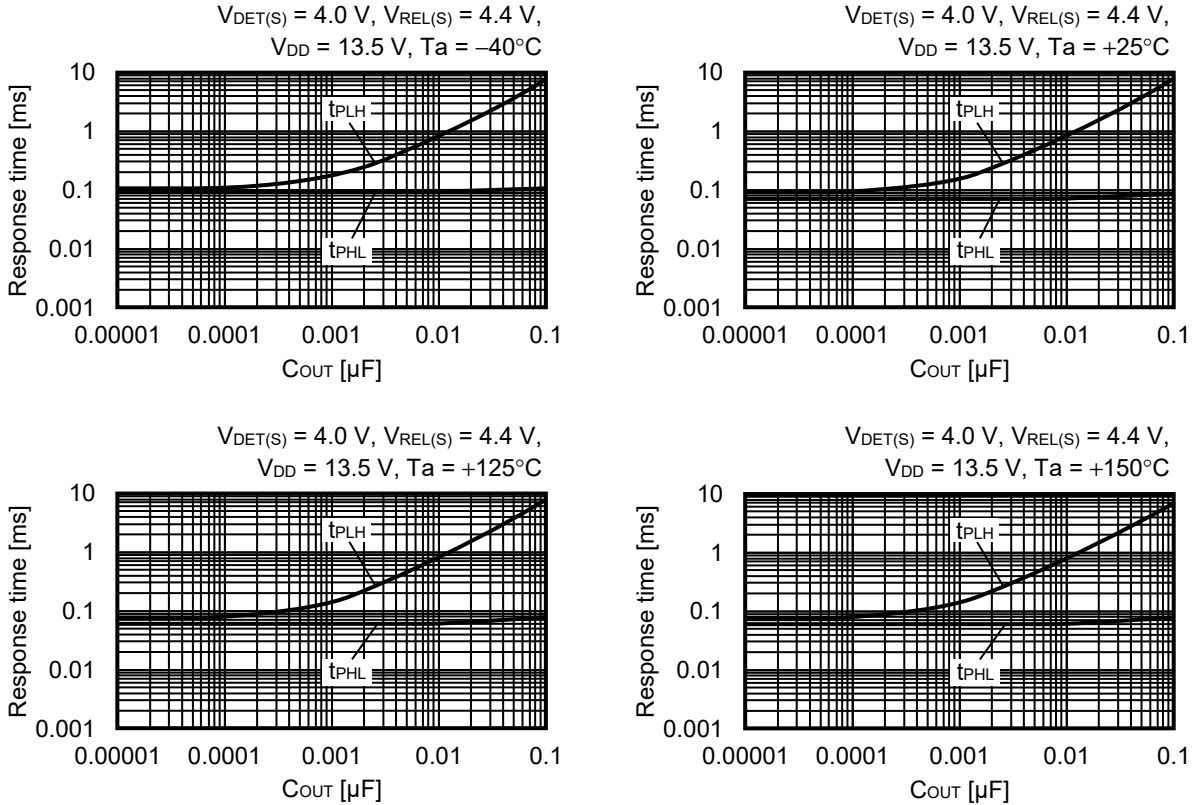 VDET(S) = 4.0 V, VREL(S) = 4.4 V,
VDD = 13.5 V, Ta = −40°C
Response time [ms]
10
1
0.1
0.01
0.001
tPLH
tPHL
0.00001 0.0001 0.001 0.01 0.1
COUT [µF]
VDET(S) = 4.0 V, VREL(S) = 4.4 V,
VDD = 13.5 V, Ta = +25°C
Response time [ms]
10
1
0.1
0.01
0.001
tPLH
tPHL
0.00001 0.0001 0.001 0.01 0.1
COUT [µF]
VDET(S) = 4.0 V, VREL(S) = 4.4 V,
VDD = 13.5 V, Ta = +125°C
Response time [ms]
10
1
0.1
0.01
0.001
tPLH
tPHL
0.00001 0.0001 0.001 0.01 0.1
COUT [µF]
VDET(S) = 4.0 V, VREL(S) = 4.4 V,
VDD = 13.5 V, Ta = +150°C
Response time [ms]
10
1
0.1
0.01
0.001
tPLH
tPHL
0.00001 0.0001 0.001 0.01 0.1
COUT [µF]